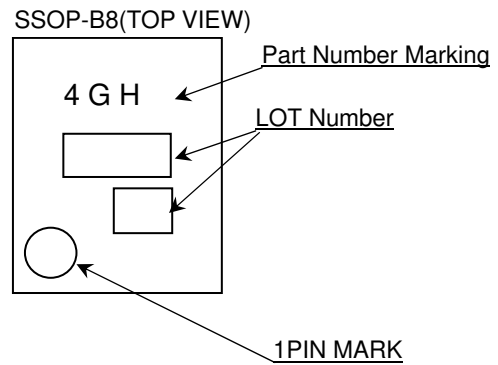 SSOP-B8(TOP VIEW)
Part Number Marking
4 G H
LOT Number
1PIN MARK